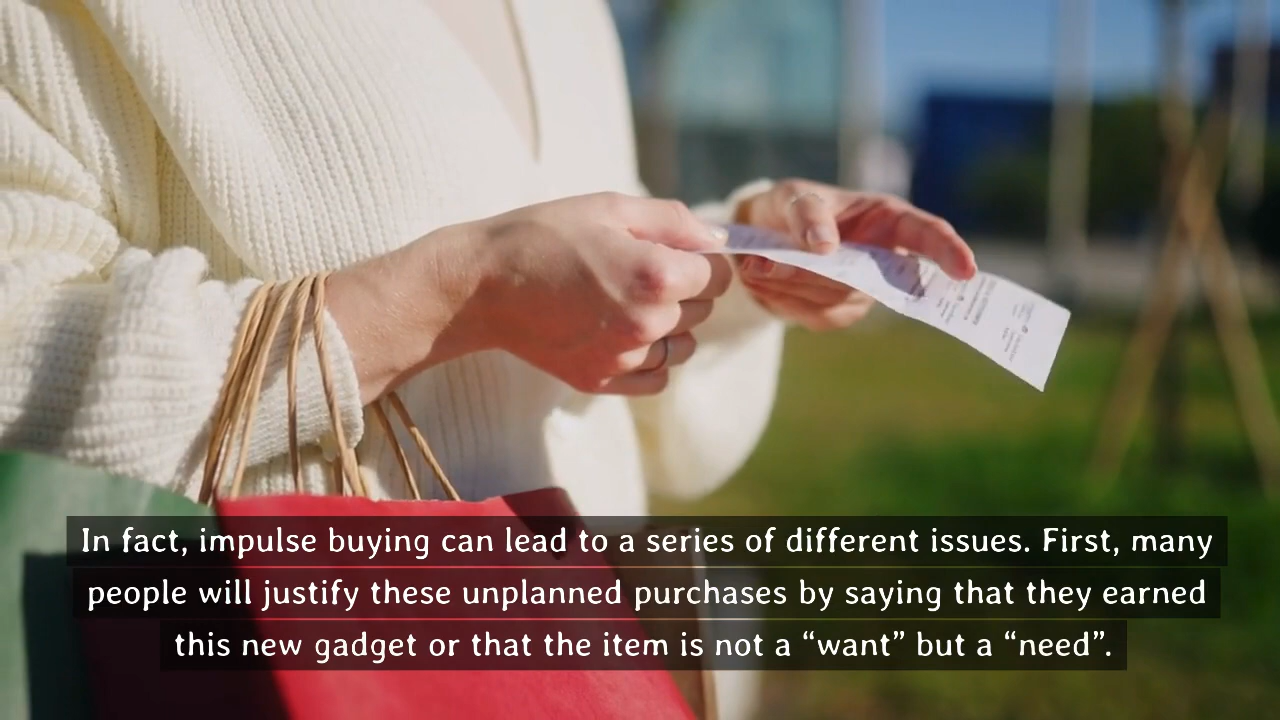 In fact, impulse buying can lead to a series of different issues. First, many
people will justify these unplanned purchases by saying that they earned
this new gadget or that the item is not a “want” but a “need”.